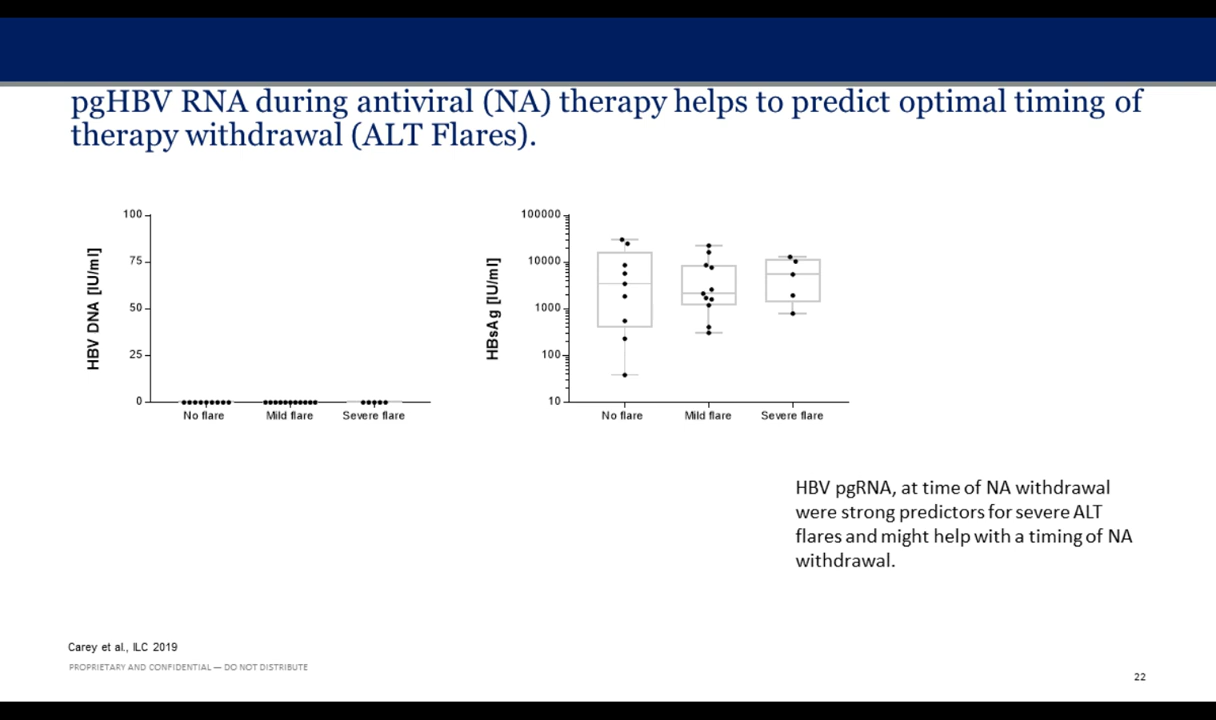 pgHBV RNA during antiviral (NA) therapy helps to predict optimal timing of
therapy withdrawal (ALT Flares).
HBV DNA [IU/ml]
100
75
50
25
0
No flare
Mild flare
Severe flare
HBsAg [IU/ml]
100000
10000
1000
100
10
No flare
Mild flare
Severe flare
HBV pgRNA, at time of NA withdrawal
were strong predictors for severe ALT
flares and might help with a timing of NA
withdrawal.
Carey et al., ILC 2019
PROPRIETARY AND CONFIDENTIAL — DO NOT DISTRIBUTE
22